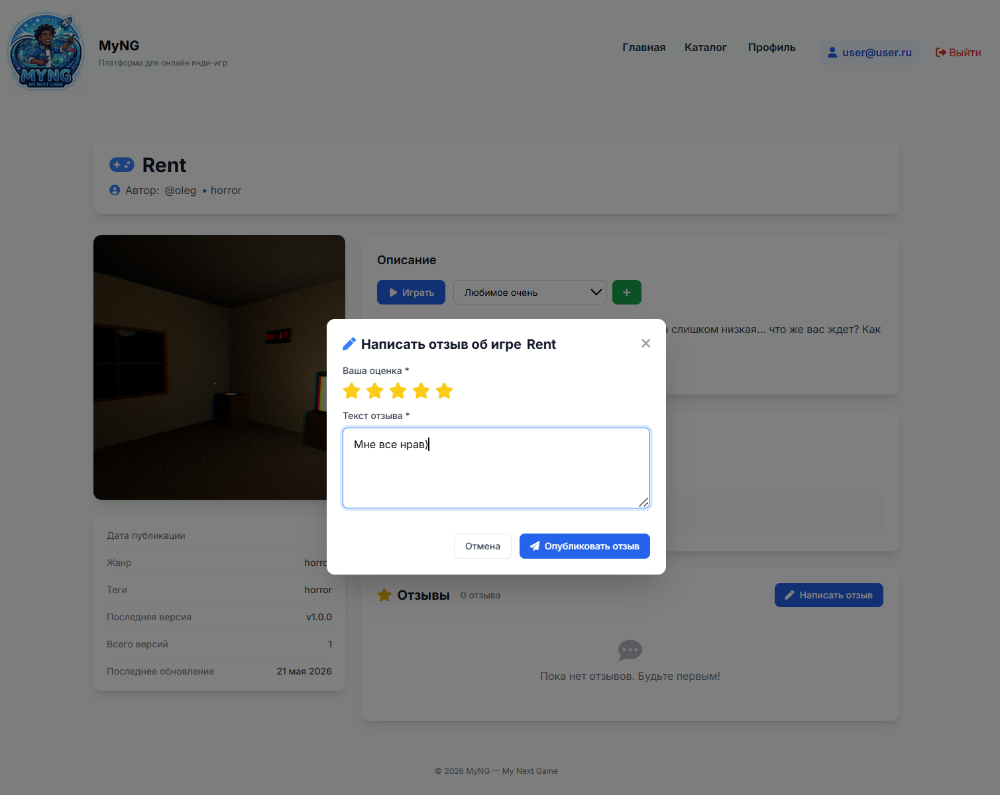 MYNG
MY NEXT GAME
MyNG
Платформа для онлайн инди-игр
Главная
Каталог
Профиль
user@user.ru
Выйти
Rent
Автор: @oleg • horror
00:47
Описание
Играть
Любимое очень
+
слишком низкая... что же вас ждет? Как
Написать отзыв об игре Rent
Ваша оценка *
Текст отзыва *
Мне все нрав)
Отмена
Опубликовать отзыв
Дата публикации
Жанр
Теги horror
Последняя версия v1.0.0
Всего версий 1
Последнее обновление 21 мая 2026
Отзывы 0 отзыва
Написать отзыв
Пока нет отзывов. Будьте первым!
© 2026 MyNG — My Next Game